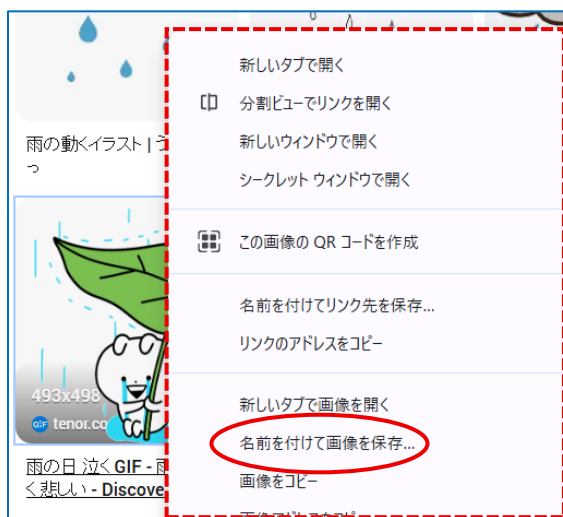 雨の動くイラスト | う
っ
新しいタブで開く
分割ビューでリンクを開く
新しいウィンドウで開く
シークレット ウィンドウで開く
この画像の QR コードを作成
名前を付けてリンク先を保存...
リンクのアドレスをコピー
新しいタブで画像を開く
名前を付けて画像を保存...
画像をコピー
493x498
GIF tenor.co
雨の日 泣く GIF - 雨
く 悲しい - Discove